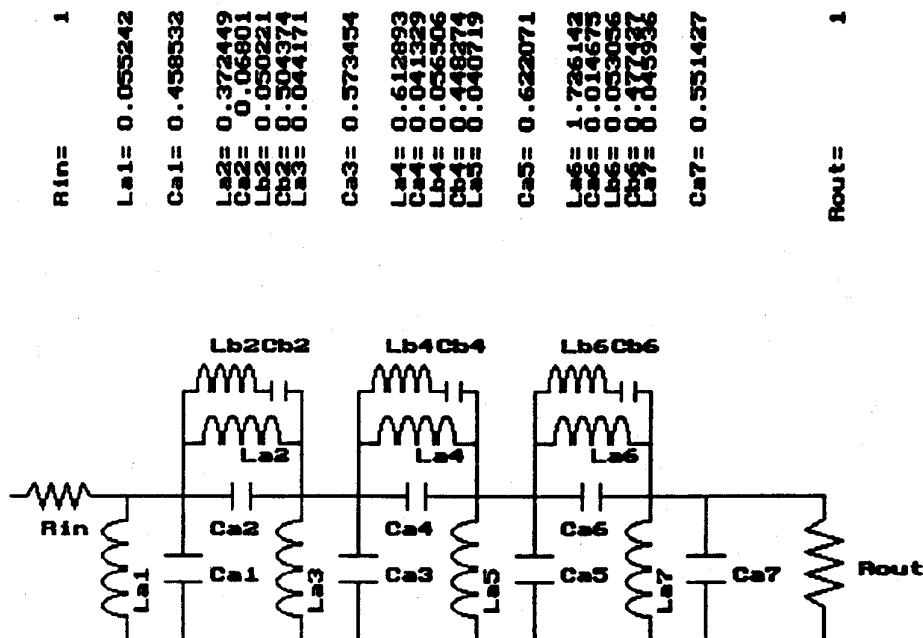 Rin= 1
La1= 0.055242
Ca1= 0.458532
La2= 0.372449
Ca2= 0.06801
Lb2= 0.050221
Cb2= 0.504374
La3= 0.044171
Ca3= 0.573454
La4= 0.612893
Ca4= 0.041329
Lb4= 0.056506
Cb4= 0.448274
La5= 0.040719
Ca5= 0.622071
La6= 1.726142
Ca6= 0.014675
Lb6= 0.053056
Cb6= 0.477427
La7= 0.045936
Ca7= 0.551427
Rout= 1
Lb2Cb2 Lb4Cb4 Lb6Cb6
La2 La4 La6
Rin Ca2 Ca4 Ca6
La1 Ca1 La3 Ca3 La5 Ca5 La7 Ca7 Rout